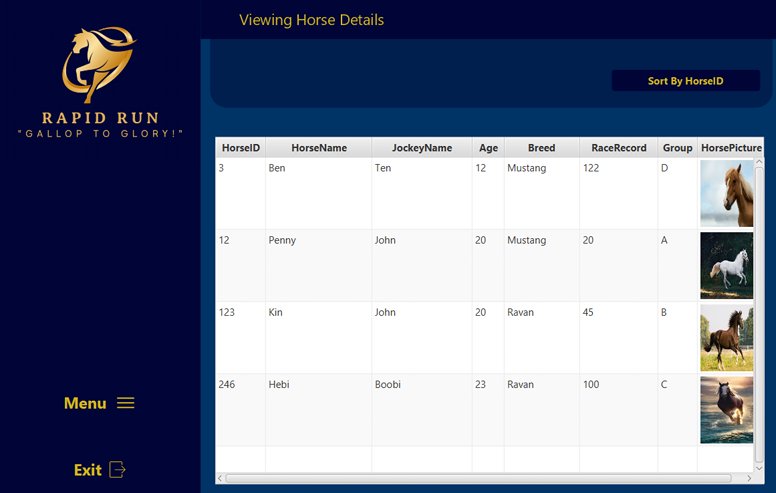 Viewing Horse Details
RAPID RUN
"GALLOP TO GLORY!"
Sort By HorseID
HorseID HorseName JockeyName Age Breed RaceRecord Group HorsePicture
3 Ben Ten 12 Mustang 122 D
12 Penny John 20 Mustang 20 A
123 Kin John 20 Ravan 45 B
246 Hebi Boobi 23 Ravan 100 C
Menu
Exit